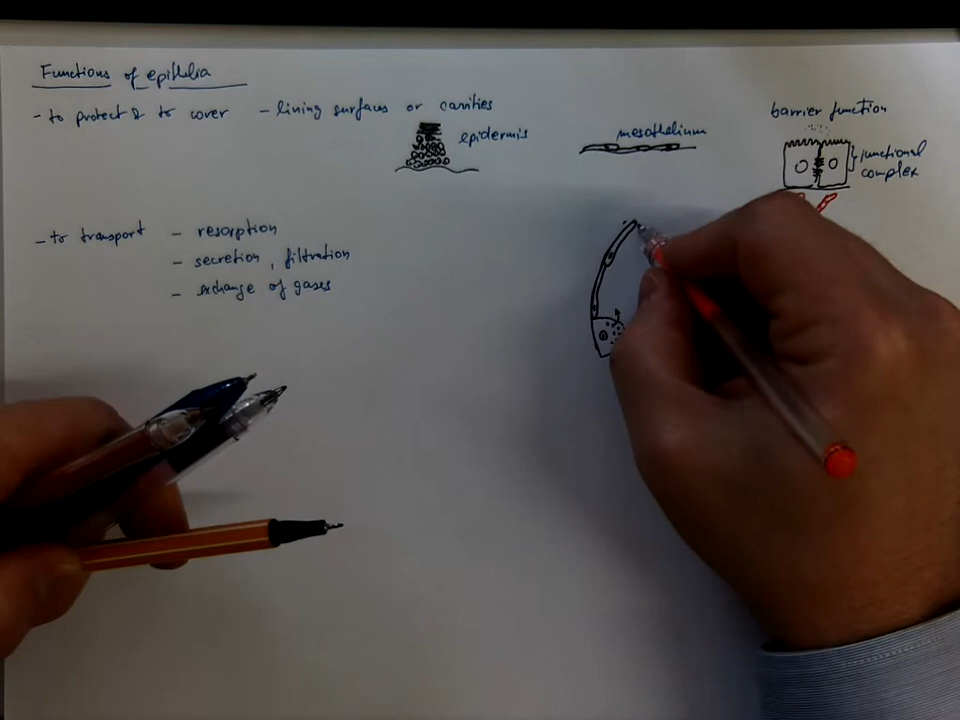 Functions of epithelia
- to protect & to cover - lining surfaces or cavities
epidermis
mesothelium
barrier function
junctional
complex
- to transport - resorption
- secretion, filtration
- exchange of gases